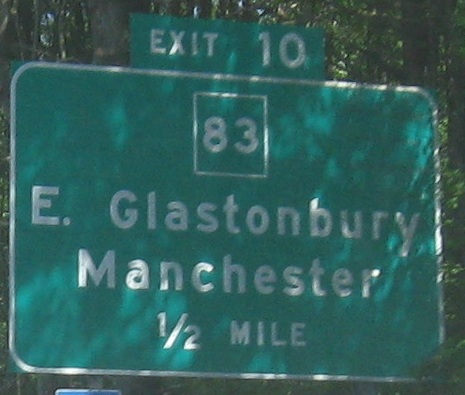 EXIT 10
83
E. Glastonbury
Manchester
1/2 MILE